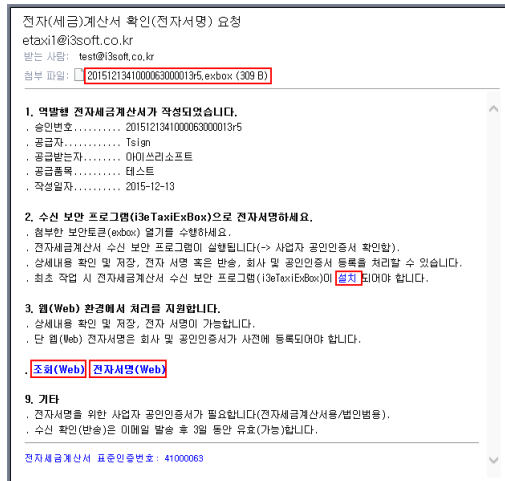 전자(세금)계산서 확인(전자서명) 요청
etaxi1@i3soft.co.kr
받는 사람: test@i3soft.co.kr
첨부 파일: 2015121341000063000013r5.exbox (309 B)
1. 역발행 전자세금계산서가 작성되었습니다.
. 승인번호.......... 2015121341000063000013r5
. 공급자............ Tsign
. 공급받는자........ 아이쓰리소프트
. 공급품목.......... 테스트
. 작성일자.......... 2015-12-13
2. 수신 보안 프로그램(i3eTaxiExBox)으로 전자서명하세요.
. 첨부한 보안토큰(exbox) 열기를 수행하세요.
. 전자세금계산서 수신 보안 프로그램이 실행됩니다(-> 사업자 공인인증서 확인함).
. 상세내용 확인 및 저장, 전자 서명 혹은 반송, 회사 및 공인인증서 등록을 처리할 수 있습니다.
. 최초 작업 시 전자세금계산서 수신 보안 프로그램(i3eTaxiExBox)이 설치 되어야 합니다.
3. 웹(Web) 환경에서 처리를 지원합니다.
. 상세내용 확인 및 저장, 전자 서명이 가능합니다.
. 단 웹(Web) 전자서명은 회사 및 공인인증서가 사전에 등록되어야 합니다.
. 조회(Web) 전자서명(Web)
9. 기타
. 전자서명을 위한 사업자 공인인증서가 필요합니다(전자세금계산서용/법인범용).
. 수신 확인(반송)은 이메일 발송 후 3일 동안 유효(가능)합니다.
전자세금계산서 표준인증번호: 41000063